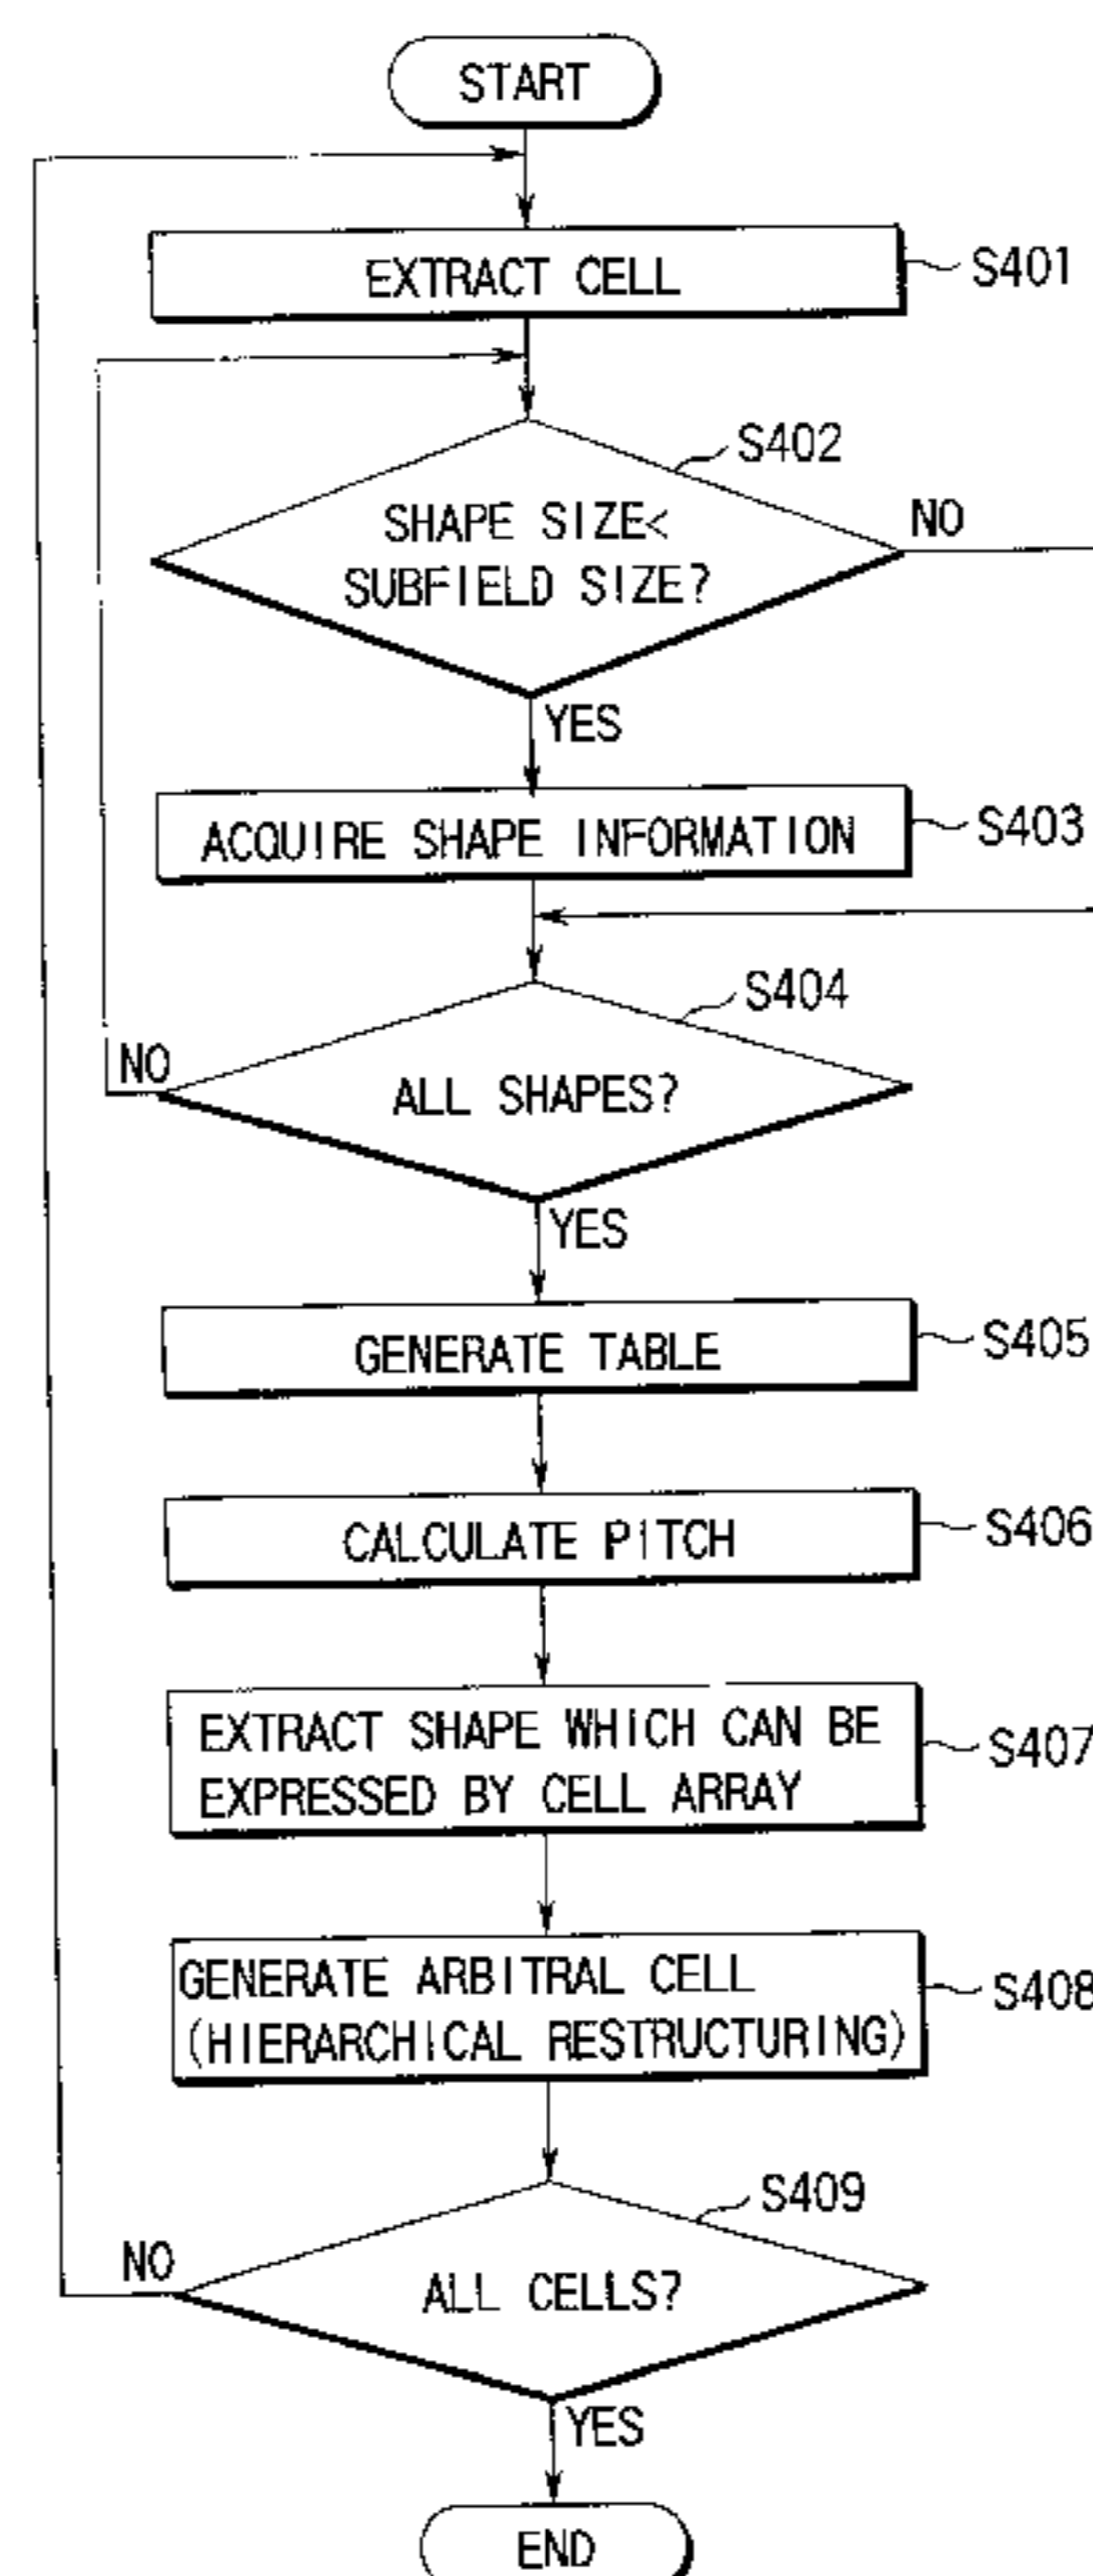 START
EXTRACT CELL
S401
S402
SHAPE SIZE<
SUBFIELD SIZE?
NO
YES
ACQUIRE SHAPE INFORMATION
S403
S404
NO
ALL SHAPES?
YES
GENERATE TABLE
S405
CALCULATE PITCH
S406
EXTRACT SHAPE WHICH CAN BE
EXPRESSED BY CELL ARRAY
S407
GENERATE ARBITRAL CELL
(HIERARCHICAL RESTRUCTURING)
S408
S409
NO
ALL CELLS?
YES
END